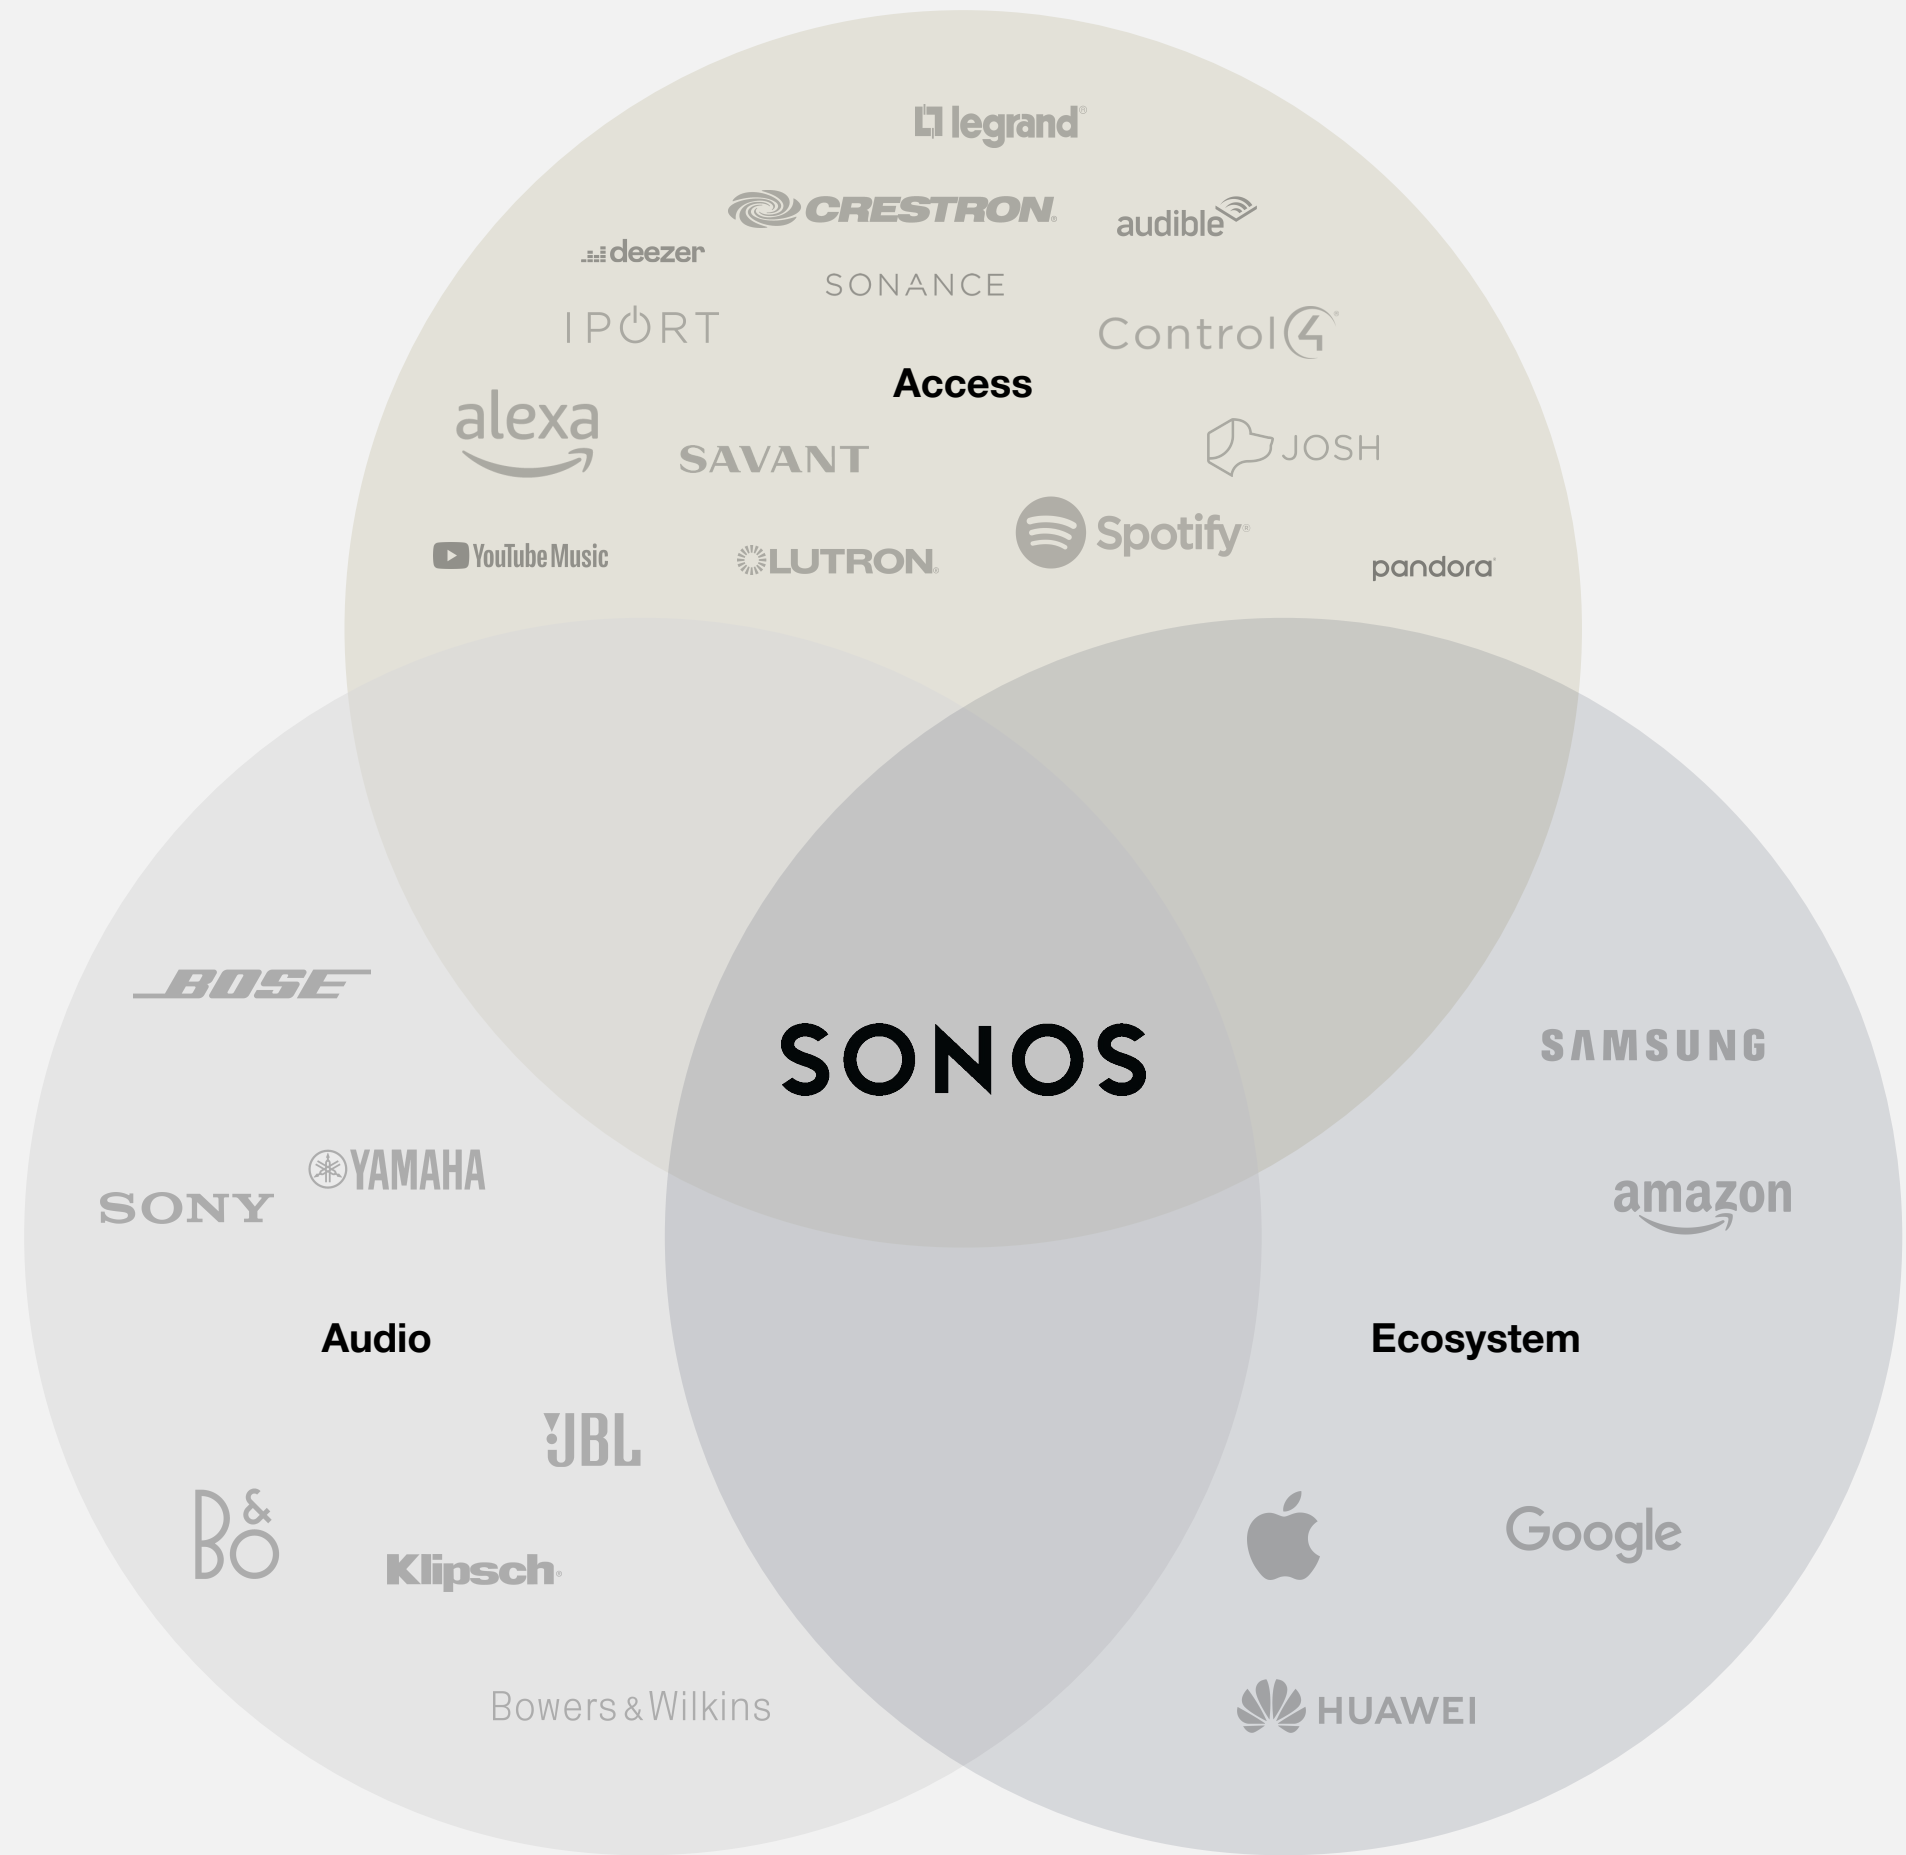 legrand®
CRESTRON®
audible
deezer
SONANCE
IPORT
Control4®
Access
alexa
SAVANT
JOSH
Spotify®
YouTube Music
LUTRON®
pandora®
BOSE
SONOS
SAMSUNG
YAMAHA
SONY
amazon
Audio
Ecosystem
JBL
B&O
Google
Klipsch®
Bowers & Wilkins
HUAWEI